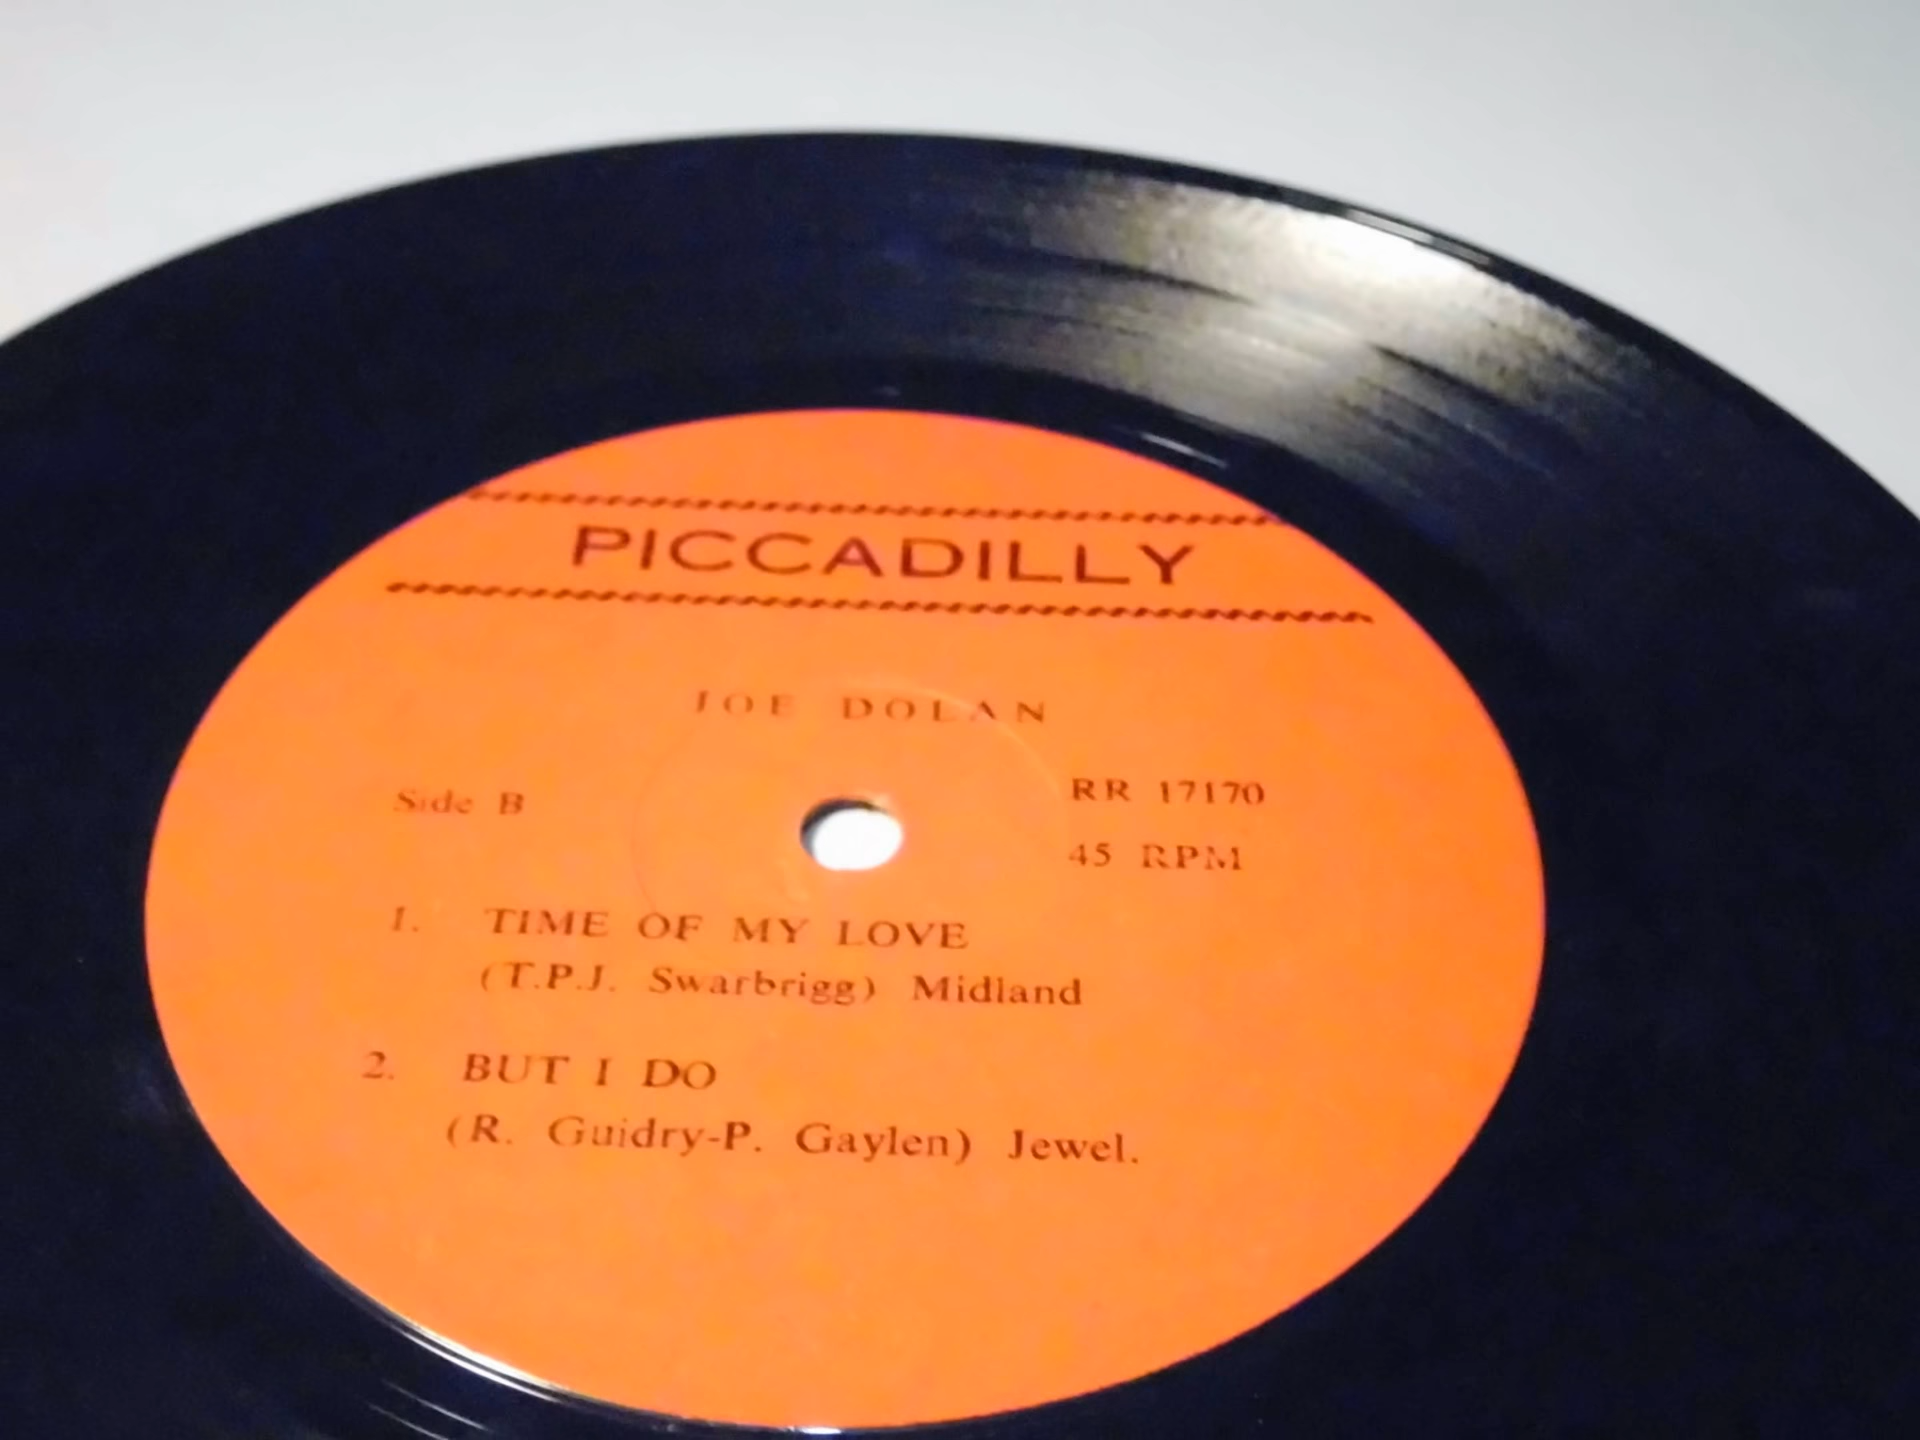 PICCADILLY
JOE DOLAN
Side B
RR 17170
45 RPM
1. TIME OF MY LOVE
(T.P.J. Swarbrigg) Midland
2. BUT I DO
(R. Guidry-P. Gaylen) Jewel.